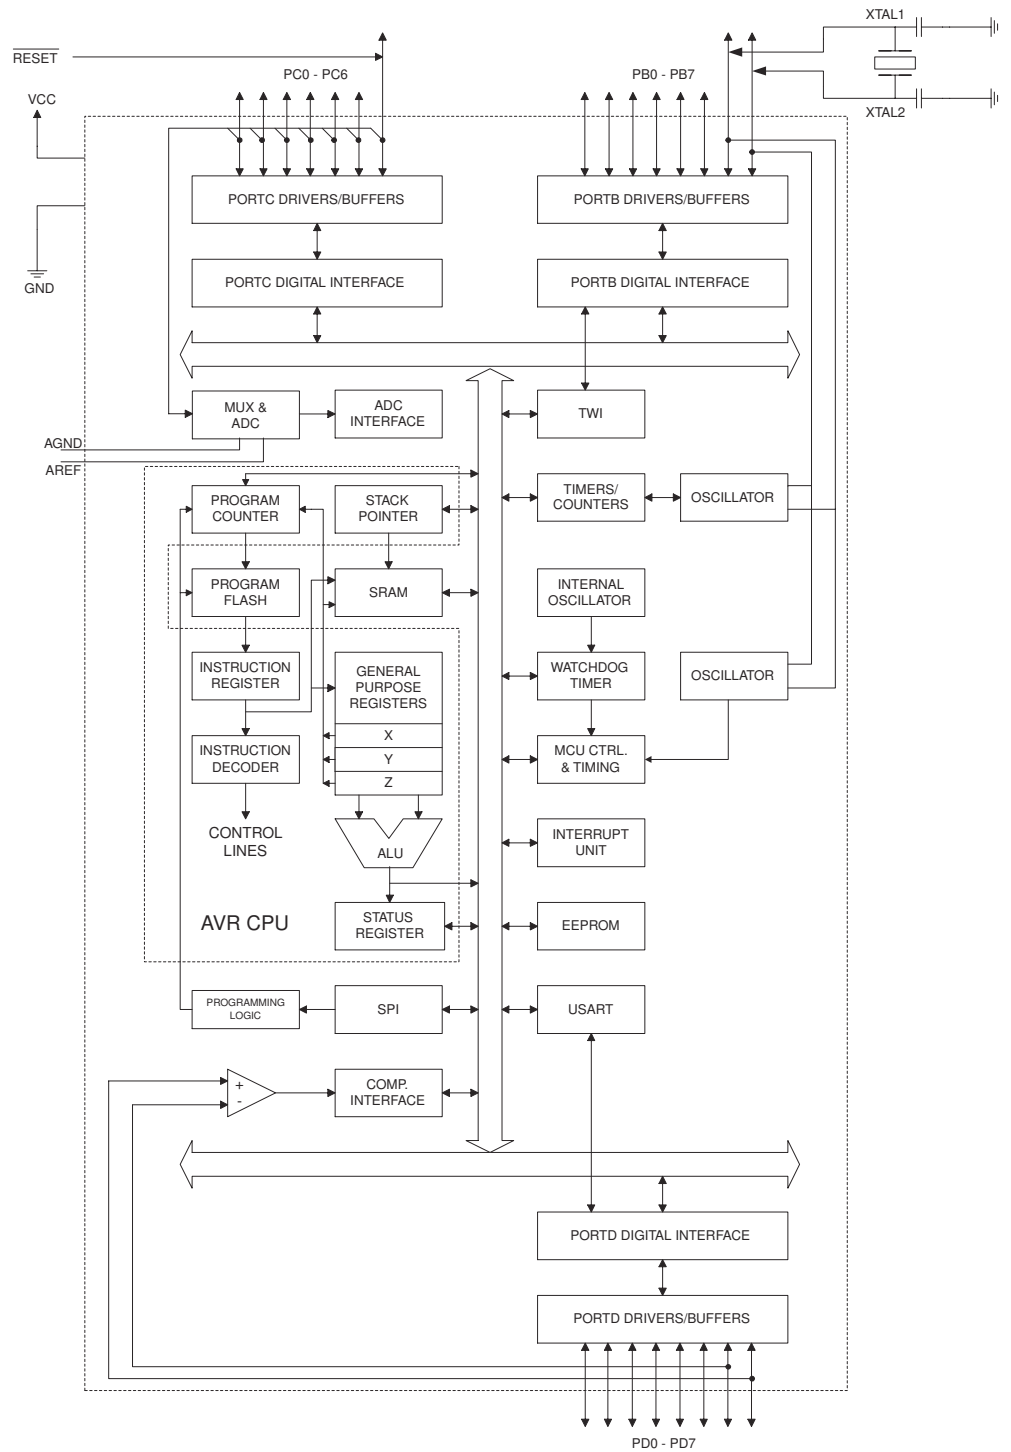 XTAL1
RESET
PC0 - PC6
PB0 - PB7
VCC
XTAL2
PORTC DRIVERS/BUFFERS
PORTB DRIVERS/BUFFERS
PORTC DIGITAL INTERFACE
PORTB DIGITAL INTERFACE
GND
MUX &
ADC
ADC
INTERFACE
TWI
AGND
AREF
PROGRAM
COUNTER
STACK
POINTER
TIMERS/
COUNTERS
OSCILLATOR
PROGRAM
FLASH
SRAM
INTERNAL
OSCILLATOR
INSTRUCTION
REGISTER
GENERAL
PURPOSE
REGISTERS
WATCHDOG
TIMER
OSCILLATOR
X
INSTRUCTION
DECODER
Y
Z
MCU CTRL.
& TIMING
CONTROL
LINES
ALU
INTERRUPT
UNIT
AVR CPU
STATUS
REGISTER
EEPROM
PROGRAMMING
LOGIC
SPI
USART
+
-
COMP.
INTERFACE
PORTD DIGITAL INTERFACE
PORTD DRIVERS/BUFFERS
PD0 - PD7